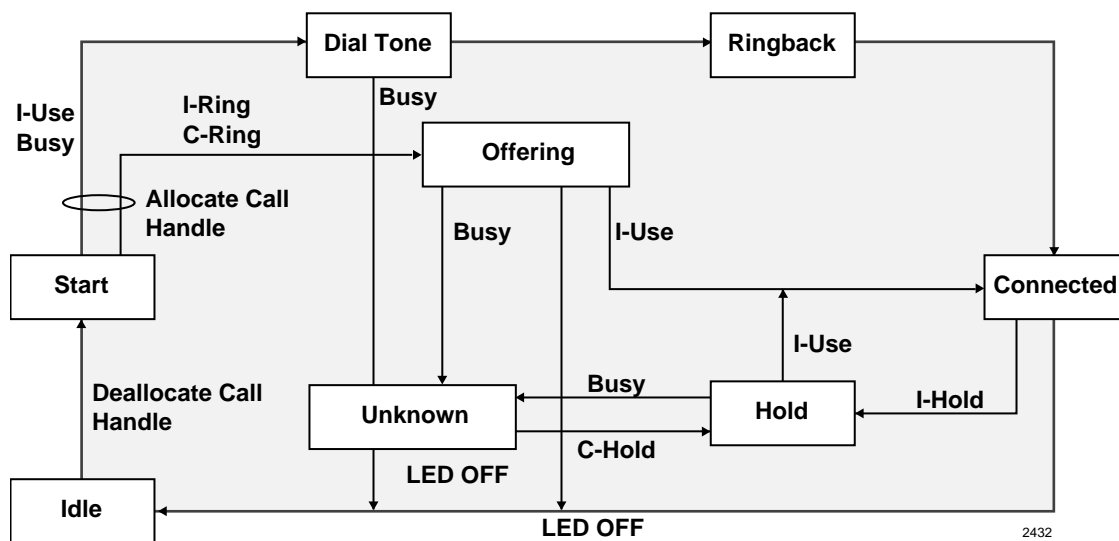 Dial Tone
Ringback
I-Use
Busy
Busy
I-Ring
C-Ring
Offering
Allocate Call
Handle
Busy
I-Use
Start
Connected
I-Use
Deallocate Call
Handle
Busy
Unknown
Hold
I-Hold
C-Hold
LED OFF
Idle
LED OFF
2432